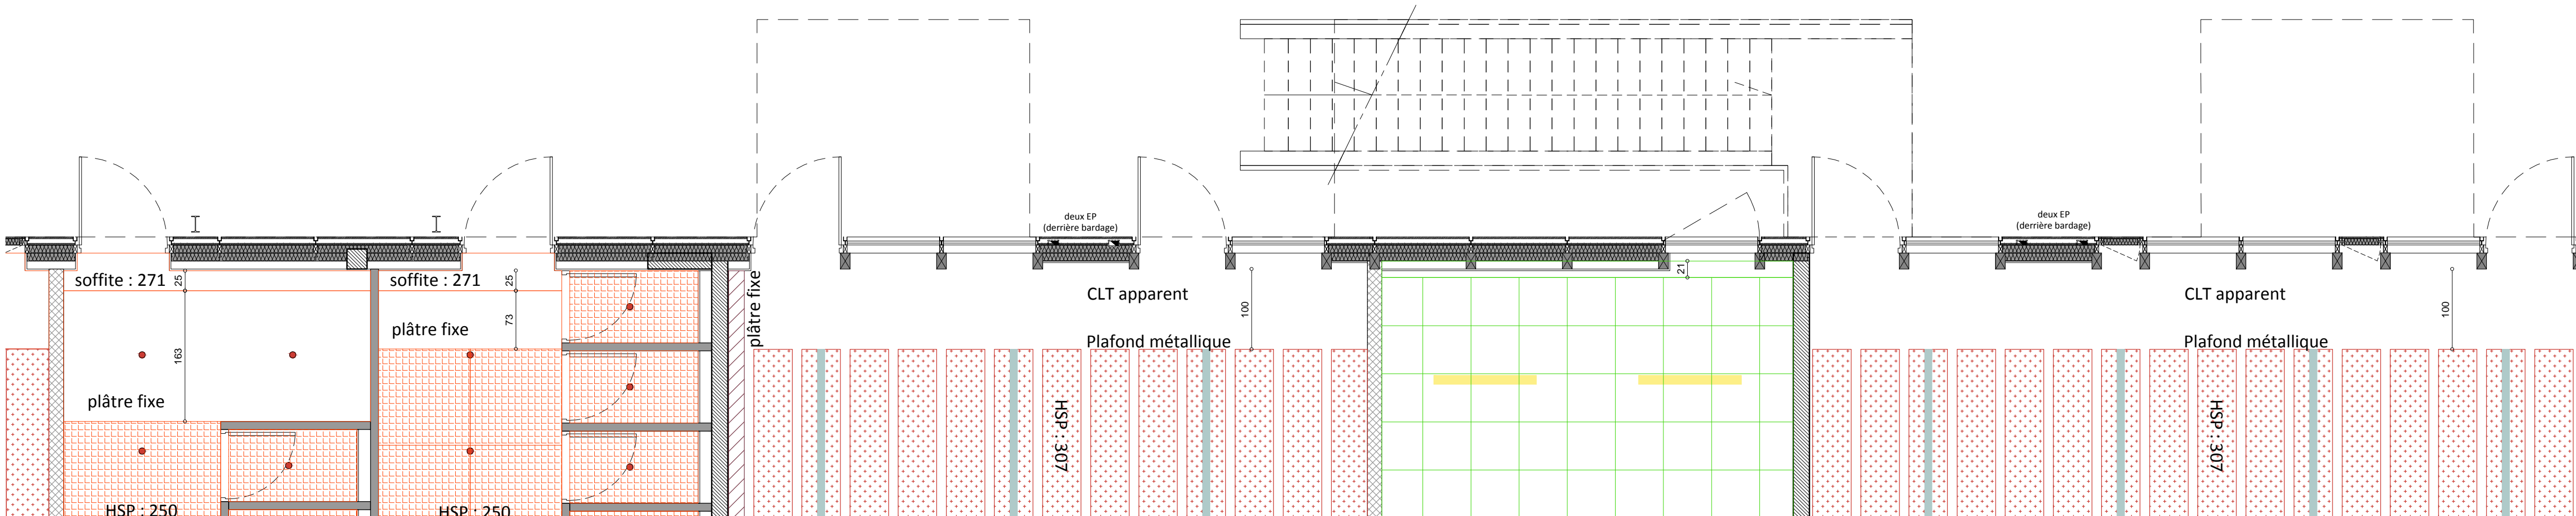 deux EP
(derrière bardage)
deux EP
(derrière bardage)
soffite : 271
25
soffite : 271
25
plâtre fixe
21
CLT apparent
CLT apparent
100
100
73
plâtre fixe
Plafond métallique
Plafond métallique
163
plâtre fixe
HSP : 307
HSP : 307
HSP : 250
HSP : 250